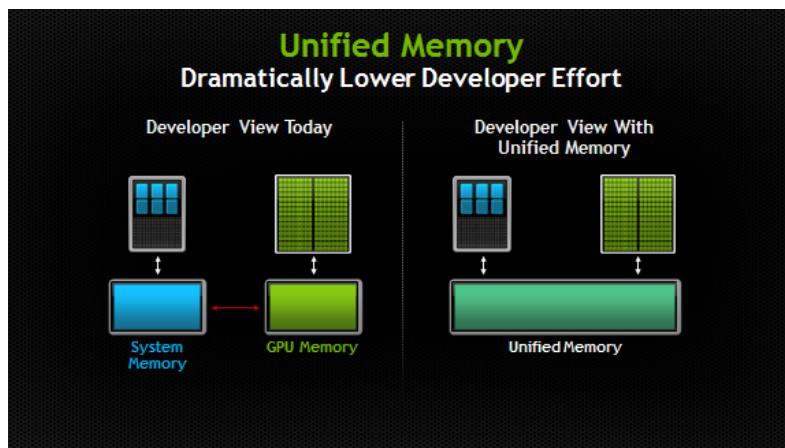 Unified Memory
Dramatically Lower Developer Effort
Developer View Today
Developer View With
Unified Memory
System
Memory
GPU Memory
Unified Memory